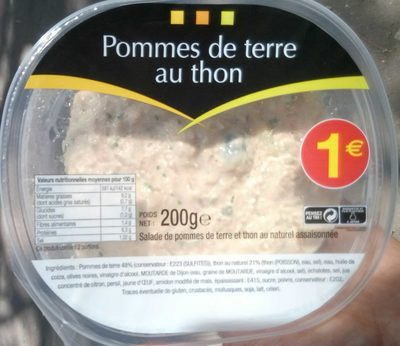 Pommes de terre
au thon
1€
Valeurs nutritionnelles moyennes pour 100 g
Energie
Matières grasses
(dont acides gras saturés)
Glucides
(dont sucres)
Fibres alimentaires
Protéines
Sel
POIDS
NET : 200g e
PENSEZ
AU TRI !
Salade de pommes de terre et thon au naturel assaisonnée
Ingrédients : Pommes de terre 48% (conservateur : E223 (SULFITES)), thon au naturel 21% (thon (POISSON), eau, sel), eau, huile de
colza, olives noires, vinaigre d'alcool, MOUTARDE de Dijon (eau, graine de MOUTARDE, vinaigre d'alcool, sel), échalotes, sel, jus
concentré de citron, persil, jaune d'ŒUF, amidon modifié de maïs, épaississant : E415, sucre, poivre, conservateur : E202.
Traces éventuelles de gluten, crustacés, mollusques, soja, lait, céleri.